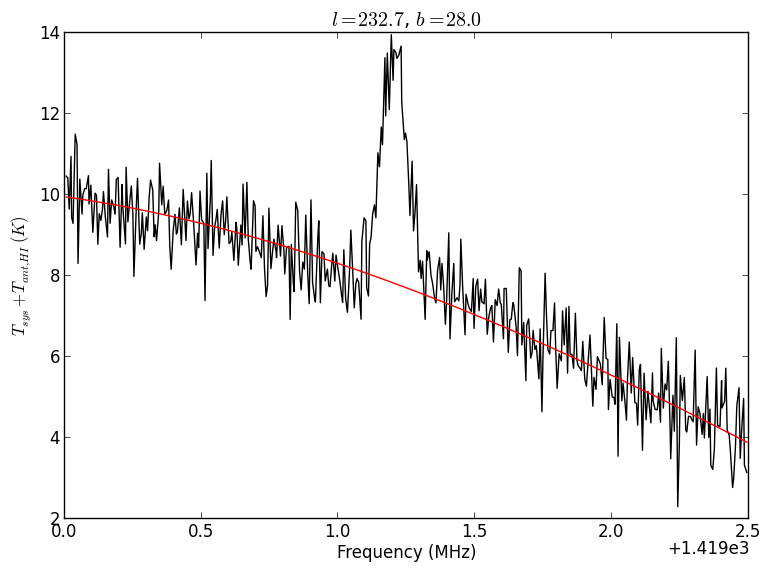 l=232.7, b=28.0
14
12
10
8
6
4
2
T_sys+T_ant,HI (K)
0.0 0.5 1.0 1.5 2.0 2.5
Frequency (MHz)
+1.419e3